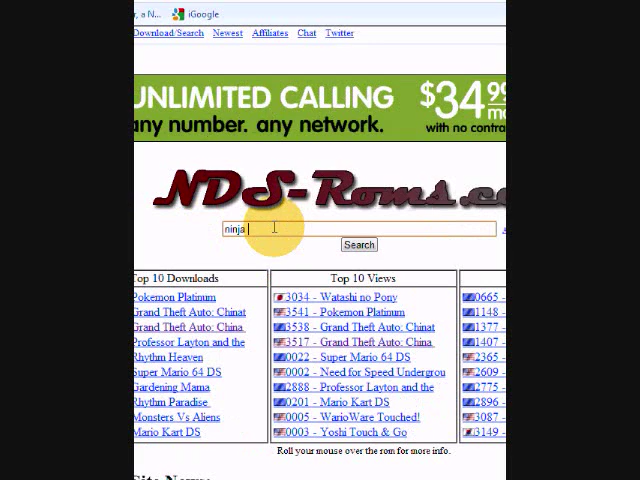 r, a N... iGoogle
Download/Search Newest Affiliates Chat Twitter
UNLIMITED CALLING $34.99
any number. any network. with no contra
NDS-Roms.co
ninja
Search
Top 10 Downloads Top 10 Views
Pokemon Platinum 3034 - Watashi no Pony 0665 -
Grand Theft Auto: Chinat 3541 - Pokemon Platinum 1148 -
Grand Theft Auto: China 3538 - Grand Theft Auto: Chinat 1377 -
Professor Layton and the 3517 - Grand Theft Auto: China 1407 -
Rhythm Heaven 0022 - Super Mario 64 DS 2365 -
Super Mario 64 DS 0002 - Need for Speed Undergrou 2609 -
Gardening Mama 2888 - Professor Layton and the 2775 -
Rhythm Paradise 0201 - Mario Kart DS 2896 -
Monsters Vs Aliens 0005 - WarioWare Touched! 3087 -
Mario Kart DS 0003 - Yoshi Touch & Go 3149 -
Roll your mouse over the rom for more info.